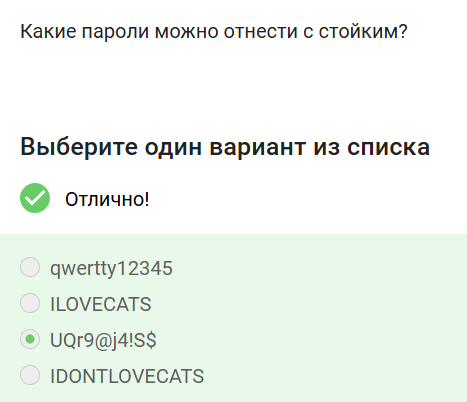 Какие пароли можно отнести с стойким?
Выберите один вариант из списка
Отлично!
qwertty12345
ILOVECATS
UQr9@j4!S$
IDONTLOVECATS